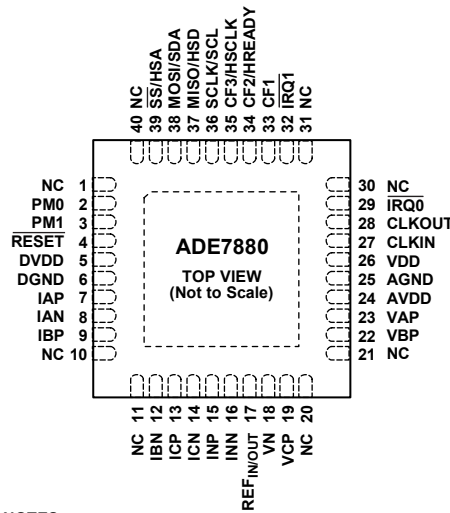 40 NC
39 SS/HSA
38 MOSI/SDA
37 MISO/HSD
36 SCLK/SCL
35 CF3/HSCLK
34 CF2/HREADY
33 CF1
32 IRQ1
31 NC
NC 1
PM0 2
PM1 3
RESET 4
DVDD 5
DGND 6
IAP 7
IAN 8
IBP 9
NC 10
ADE7880
TOP VIEW
(Not to Scale)
30 NC
29 IRQ0
28 CLKOUT
27 CLKIN
26 VDD
25 AGND
24 AVDD
23 VAP
22 VBP
21 NC
NC 11
IBN 12
ICP 13
ICN 14
INP 15
INN 16
REFIN/OUT 17
VN 18
VCP 19
NC 20